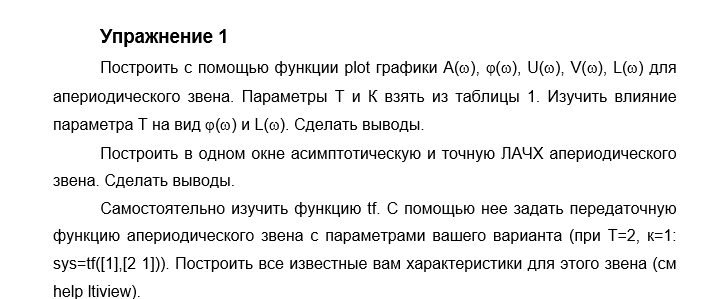 Упражнение 1
Построить с помощью функции plot графики A(ω), φ(ω), U(ω), V(ω), L(ω) для
апериодического звена. Параметры Т и К взять из таблицы 1. Изучить влияние
параметра Т на вид φ(ω) и L(ω). Сделать выводы.
Построить в одном окне асимптотическую и точную ЛАЧХ апериодического
звена. Сделать выводы.
Самостоятельно изучить функцию tf. С помощью нее задать передаточную
функцию апериодического звена с параметрами вашего варианта (при Т=2, к=1:
sys=tf([1],[2 1])). Построить все известные вам характеристики для этого звена (см
help ltiview).